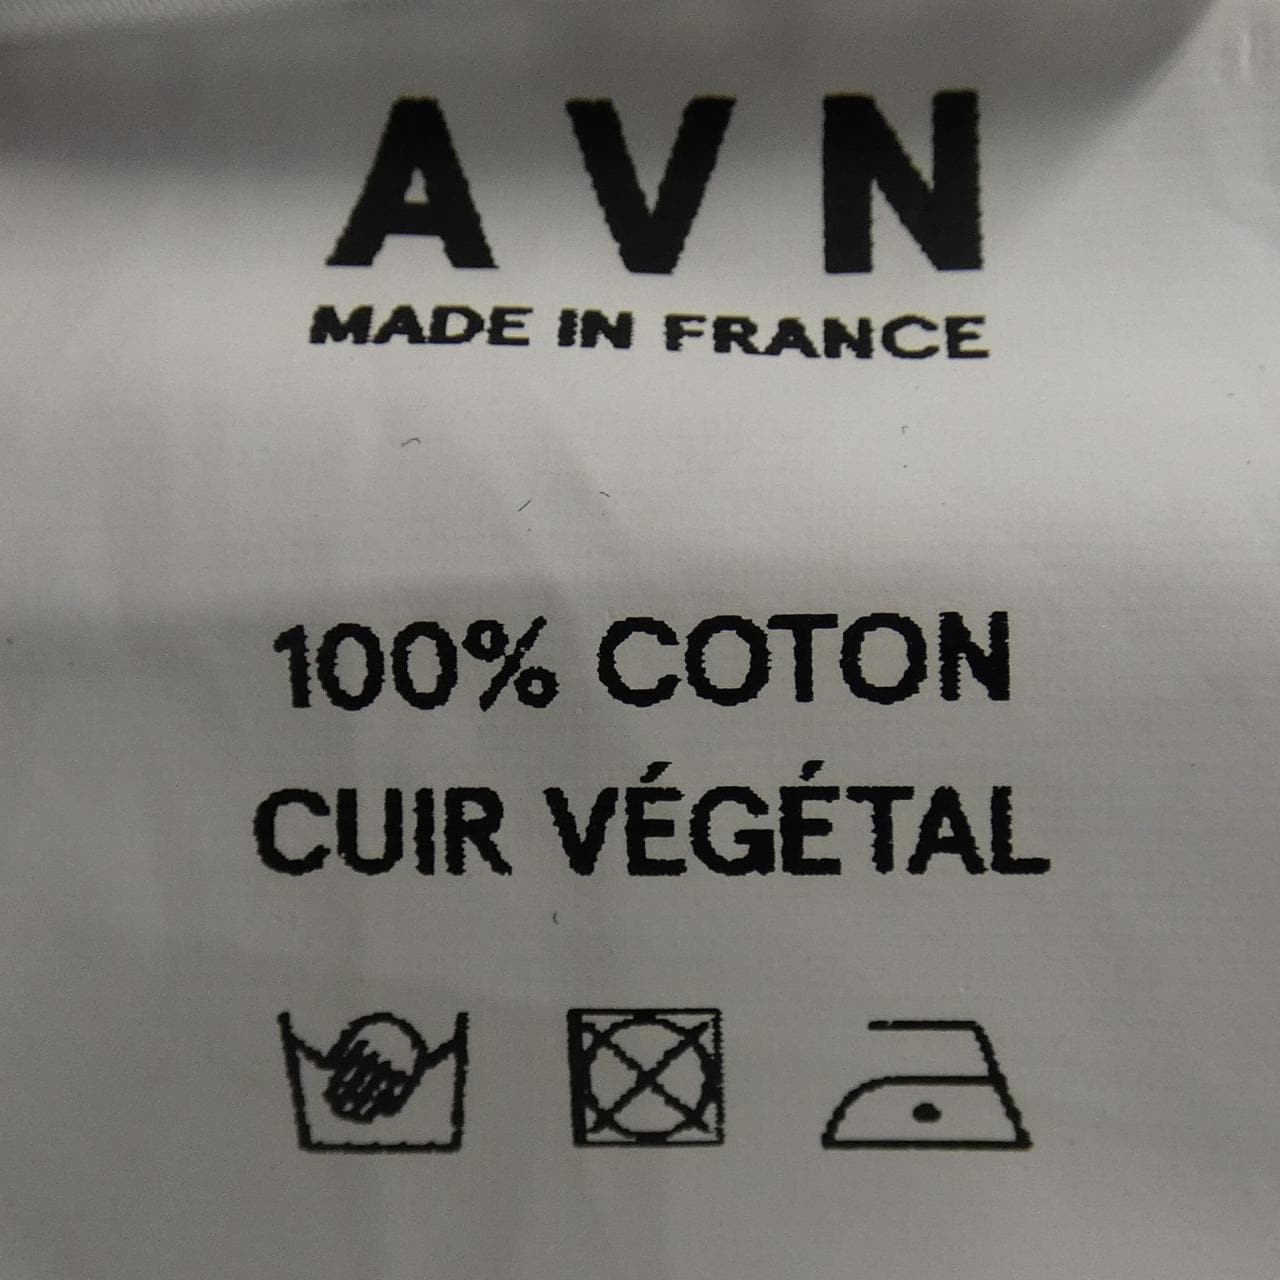 AVN
MADE IN FRANCE
100% COTON
CUIR VÉGÉTAL